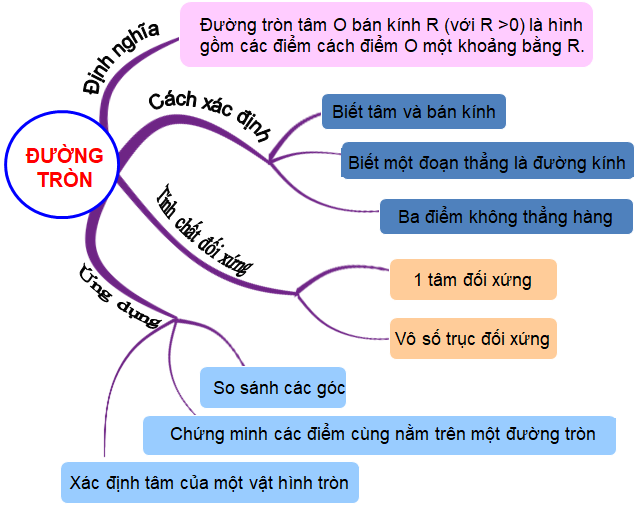 ĐƯỜNG
TRÒN
Định nghĩa
Đường tròn tâm O bán kính R (với R >0) là hình
gồm các điểm cách điểm O một khoảng bằng R.
Cách xác định
Biết tâm và bán kính
Biết một đoạn thẳng là đường kính
Ba điểm không thẳng hàng
Tính chất đối xứng
1 tâm đối xứng
Vô số trục đối xứng
Ứng dụng
So sánh các góc
Chứng minh các điểm cùng nằm trên một đường tròn
Xác định tâm của một vật hình tròn